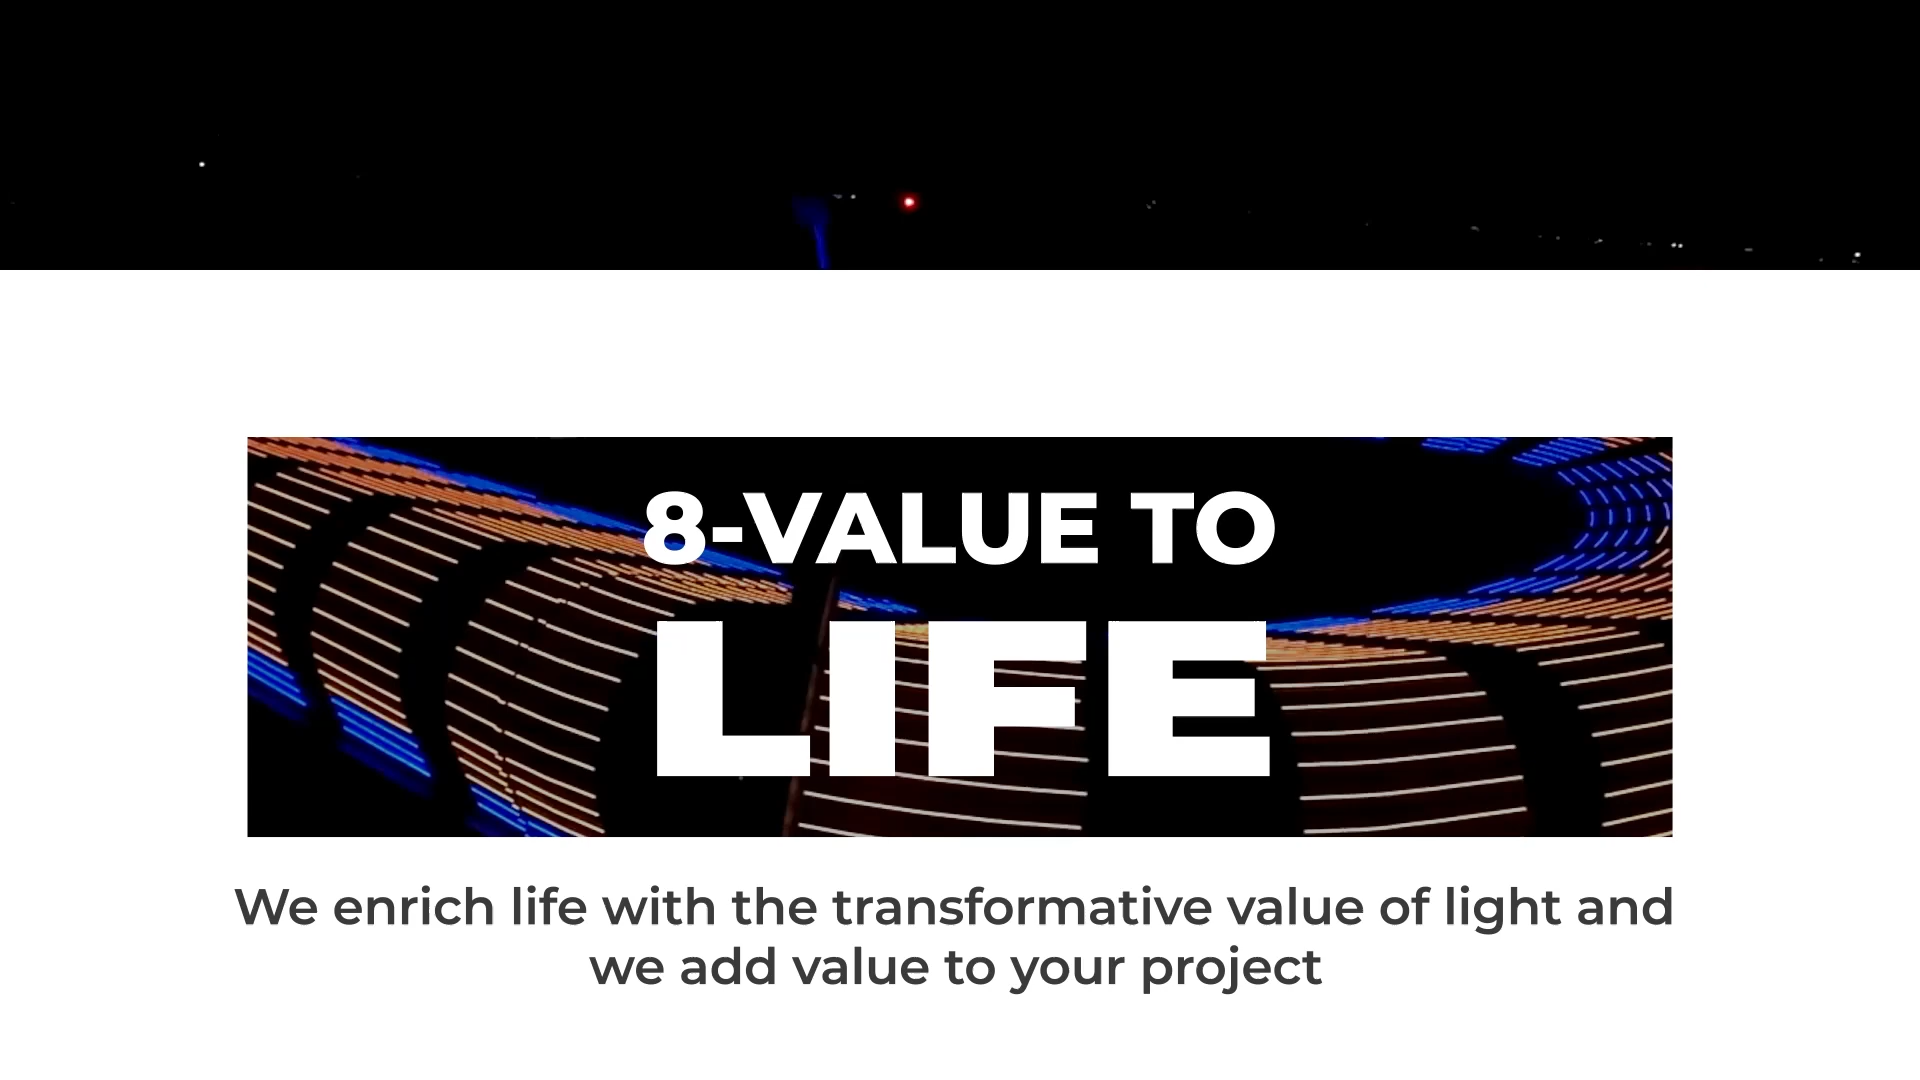 8-VALUE TO
LIFE
We enrich life with the transformative value of light and
we add value to your project